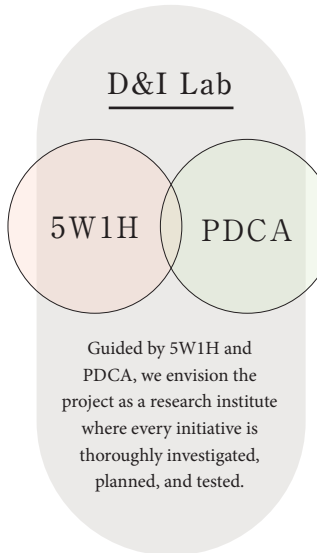 D&I Lab
5W1H
PDCA
Guided by 5W1H and
PDCA, we envision the
project as a research institute
where every initiative is
thoroughly investigated,
planned, and tested.